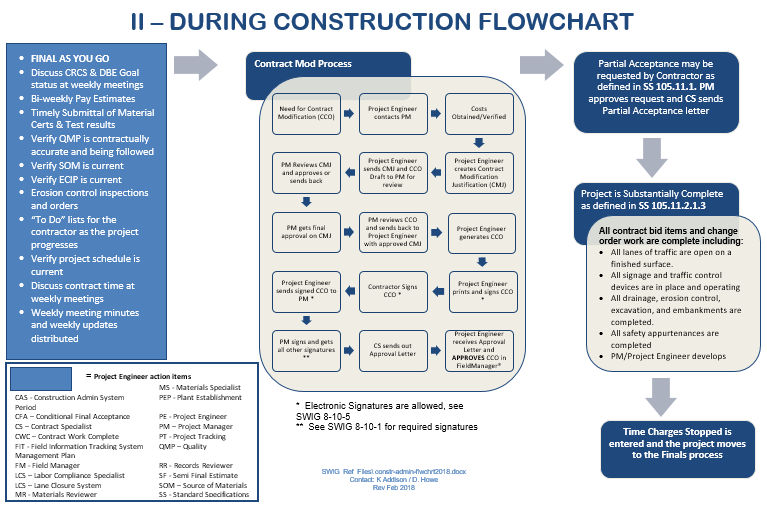 II – DURING CONSTRUCTION FLOWCHART
• FINAL AS YOU GO
• Discuss CRCS & DBE Goal
status at weekly meetings
• Bi-weekly Pay Estimates
• Timely Submittal of Material
Certs & Test results
• Verify QMP is contractually
accurate and being followed
• Verify SOM is current
• Verify ECIP is current
• Erosion control inspections
and orders
• “To Do” lists for the
contractor as the project
progresses
• Verify project schedule is
current
• Discuss contract time at
weekly meetings
• Weekly meeting minutes
and weekly updates
distributed
= Project Engineer action items
MS - Materials Specialist
CAS - Construction Admin System
PEP - Plant Establishment
Period
CFA – Conditional Final Acceptance
PE - Project Engineer
CS – Contract Specialist
PM – Project Manager
CWC – Contract Work Complete
PT - Project Tracking
FIT - Field Information Tracking System
QMP – Quality
Management Plan
FM - Field Manager
RR - Records Reviewer
LCS – Labor Compliance Specialist
SF - Semi Final Estimate
LCS – Lane Closure System
SOM – Source of Materials
MR - Materials Reviewer
SS - Standard Specifications
Contract Mod Process
Need for Contract
Modification (CCO)
Project Engineer
contacts PM
Costs
Obtained/Verified
PM Reviews CMJ
and approves or
sends back
Project Engineer
sends CMJ and CCO
Draft to PM for
review
Project Engineer
creates Contract
Modification
Justification (CMJ)
PM gets final
approval on CMJ
PM reviews CCO
and sends back to
Project Engineer
with approved CMJ
Project Engineer
generates CCO
Project Engineer
sends signed CCO to
PM *
Contractor Signs
CCO *
Project Engineer
prints and signs CCO
*
PM signs and gets
all other signatures
**
CS sends out
Approval Letter
Project Engineer
receives Approval
Letter and
APPROVES CCO in
FieldManager*
* Electronic Signatures are allowed, see
SWIG 8-10-5
** See SWIG 8-10-1 for required signatures
SWIG Ref Files\ constr-admin-flwchrt2018.docx
Contact: K Addison / D. Howe
Rev Feb 2018
Partial Acceptance may be
requested by Contractor as
defined in SS 105.11.1. PM
approves request and CS sends
Partial Acceptance letter
Project is Substantially Complete
as defined in SS 105.11.2.1.3
All contract bid items and change
order work are complete including:
• All lanes of traffic are open on a
finished surface.
• All signage and traffic control
devices are in place and operating
• All drainage, erosion control,
excavation, and embankments are
completed.
• All safety appurtenances are
completed
• PM/Project Engineer develops
Time Charges Stopped is
entered and the project moves
to the Finals process